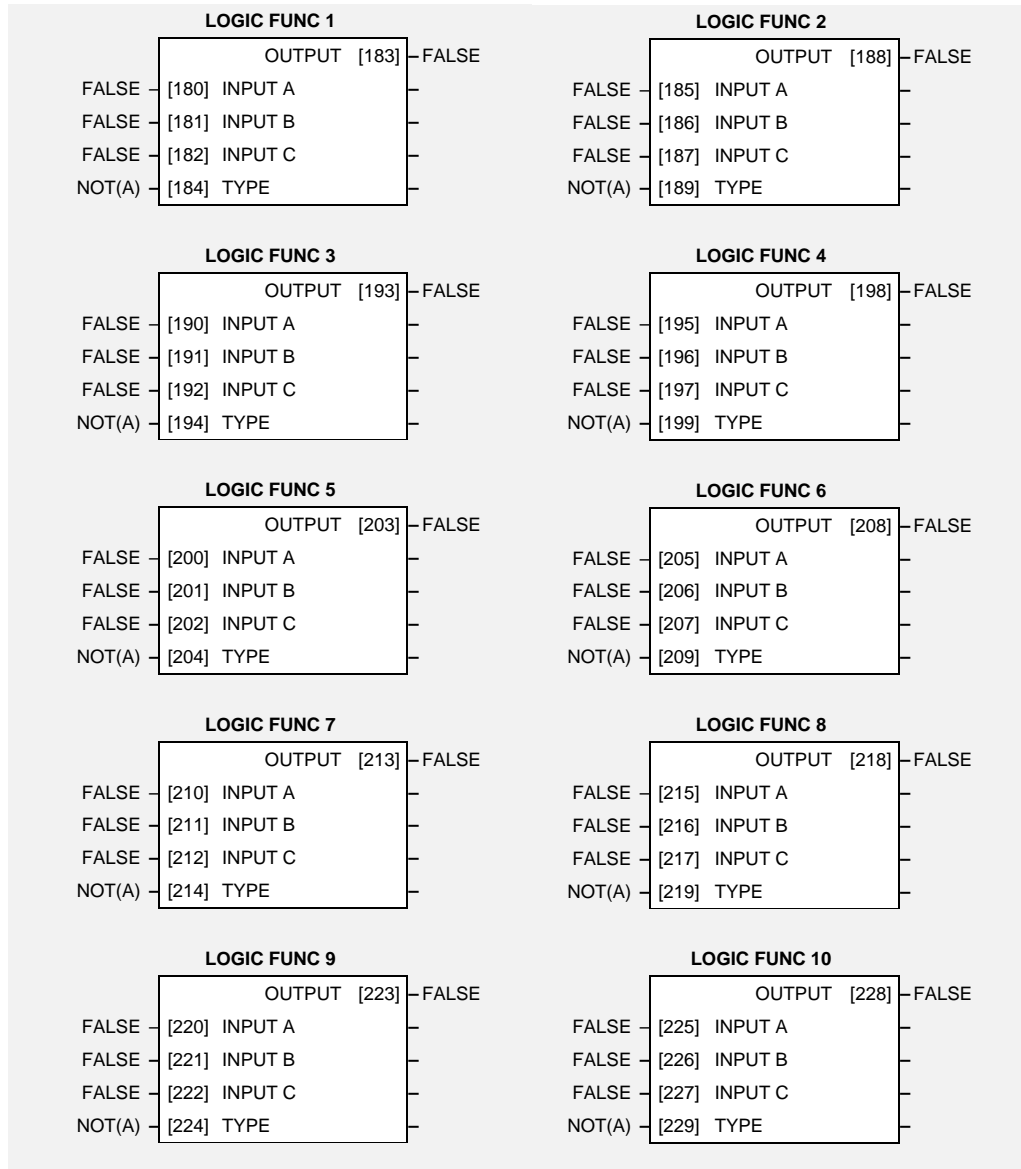 LOGIC FUNC 1
OUTPUT [183] FALSE
FALSE [180] INPUT A
FALSE [181] INPUT B
FALSE [182] INPUT C
NOT(A) [184] TYPE
LOGIC FUNC 2
OUTPUT [188] FALSE
FALSE [185] INPUT A
FALSE [186] INPUT B
FALSE [187] INPUT C
NOT(A) [189] TYPE
LOGIC FUNC 3
OUTPUT [193] FALSE
FALSE [190] INPUT A
FALSE [191] INPUT B
FALSE [192] INPUT C
NOT(A) [194] TYPE
LOGIC FUNC 4
OUTPUT [198] FALSE
FALSE [195] INPUT A
FALSE [196] INPUT B
FALSE [197] INPUT C
NOT(A) [199] TYPE
LOGIC FUNC 5
OUTPUT [203] FALSE
FALSE [200] INPUT A
FALSE [201] INPUT B
FALSE [202] INPUT C
NOT(A) [204] TYPE
LOGIC FUNC 6
OUTPUT [208] FALSE
FALSE [205] INPUT A
FALSE [206] INPUT B
FALSE [207] INPUT C
NOT(A) [209] TYPE
LOGIC FUNC 7
OUTPUT [213] FALSE
FALSE [210] INPUT A
FALSE [211] INPUT B
FALSE [212] INPUT C
NOT(A) [214] TYPE
LOGIC FUNC 8
OUTPUT [218] FALSE
FALSE [215] INPUT A
FALSE [216] INPUT B
FALSE [217] INPUT C
NOT(A) [219] TYPE
LOGIC FUNC 9
OUTPUT [223] FALSE
FALSE [220] INPUT A
FALSE [221] INPUT B
FALSE [222] INPUT C
NOT(A) [224] TYPE
LOGIC FUNC 10
OUTPUT [228] FALSE
FALSE [225] INPUT A
FALSE [226] INPUT B
FALSE [227] INPUT C
NOT(A) [229] TYPE